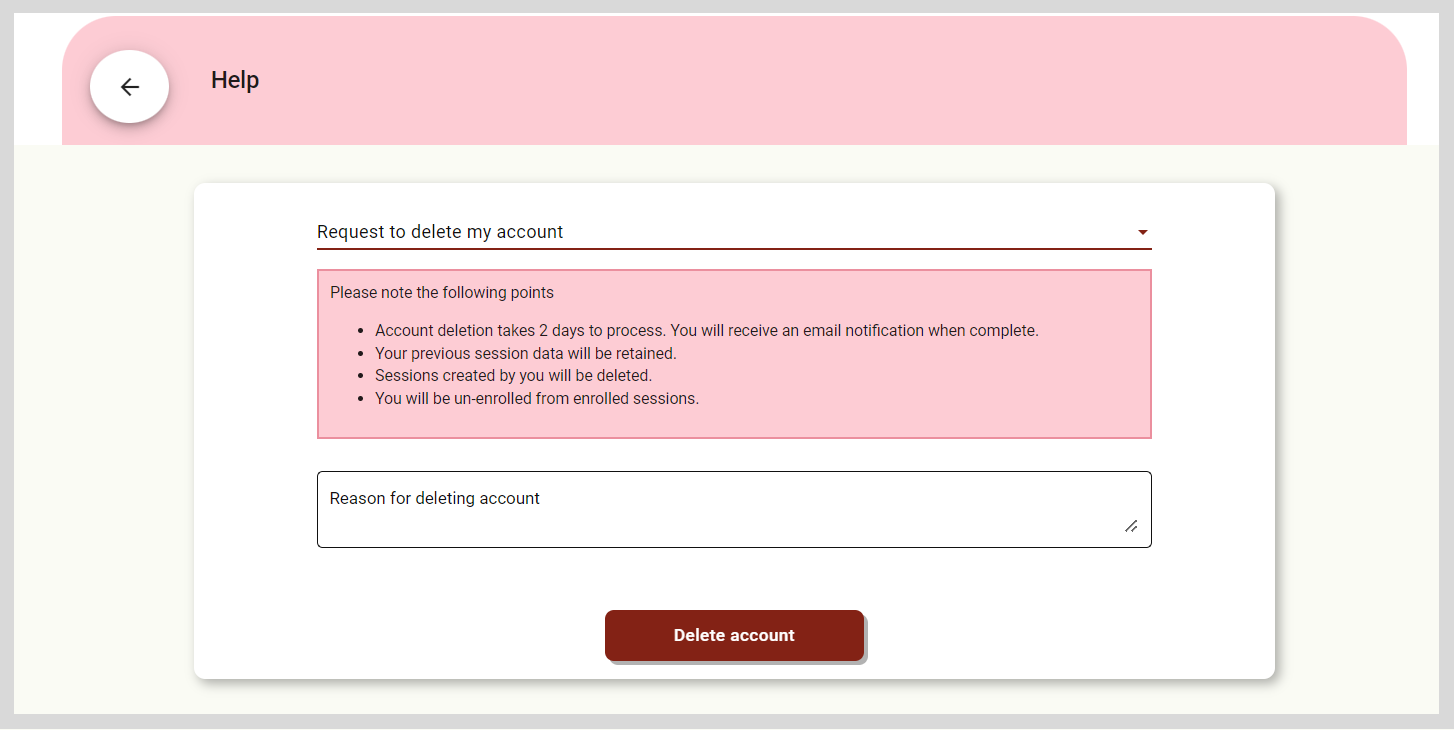 Help
Request to delete my account
Please note the following points
Account deletion takes 2 days to process. You will receive an email notification when complete.
Your previous session data will be retained.
Sessions created by you will be deleted.
You will be un-enrolled from enrolled sessions.
Reason for deleting account
Delete account